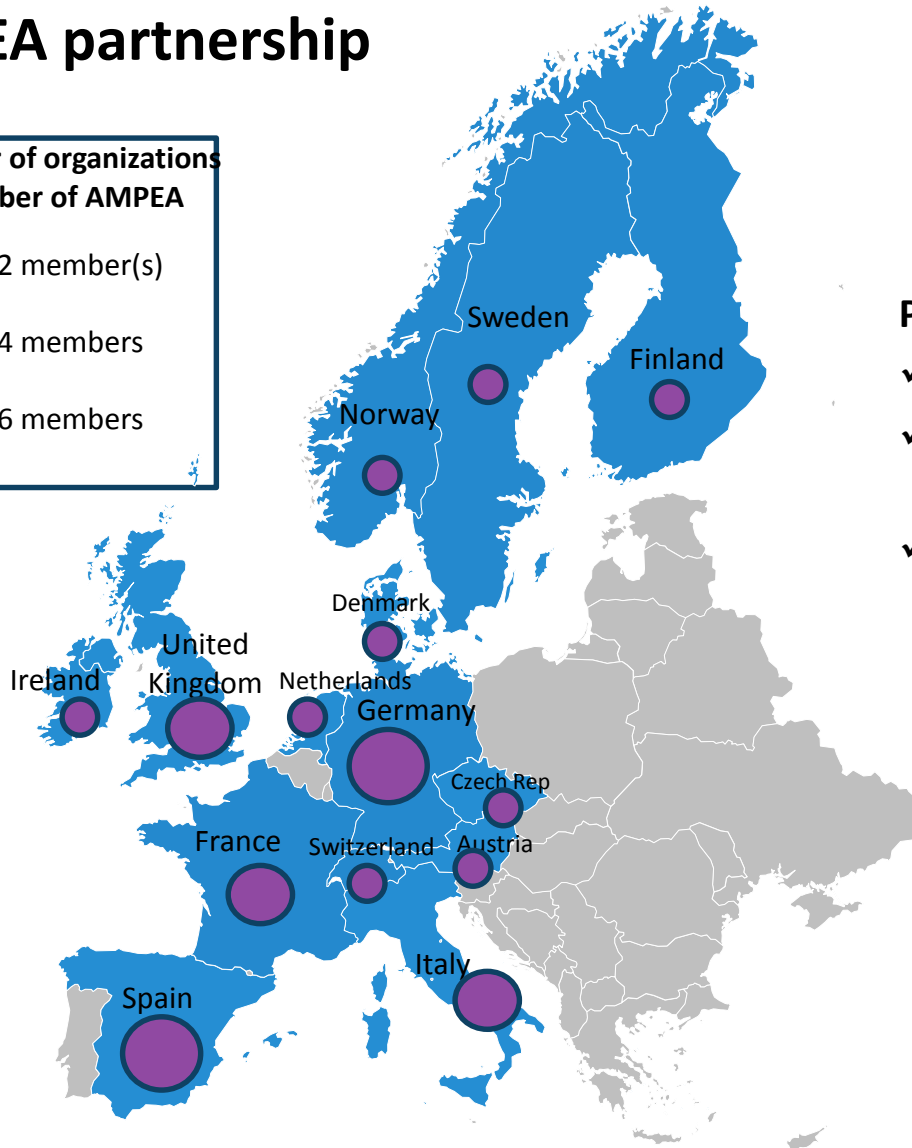 EA partnership
of organizations
ber of AMPEA
2 member(s)
4 members
6 members
Sweden
Finland
Norway
P
Denmark
United
Kingdom
Ireland
Netherlands
Germany
Czech Rep
France
Switzerland
Austria
Italy
Spain